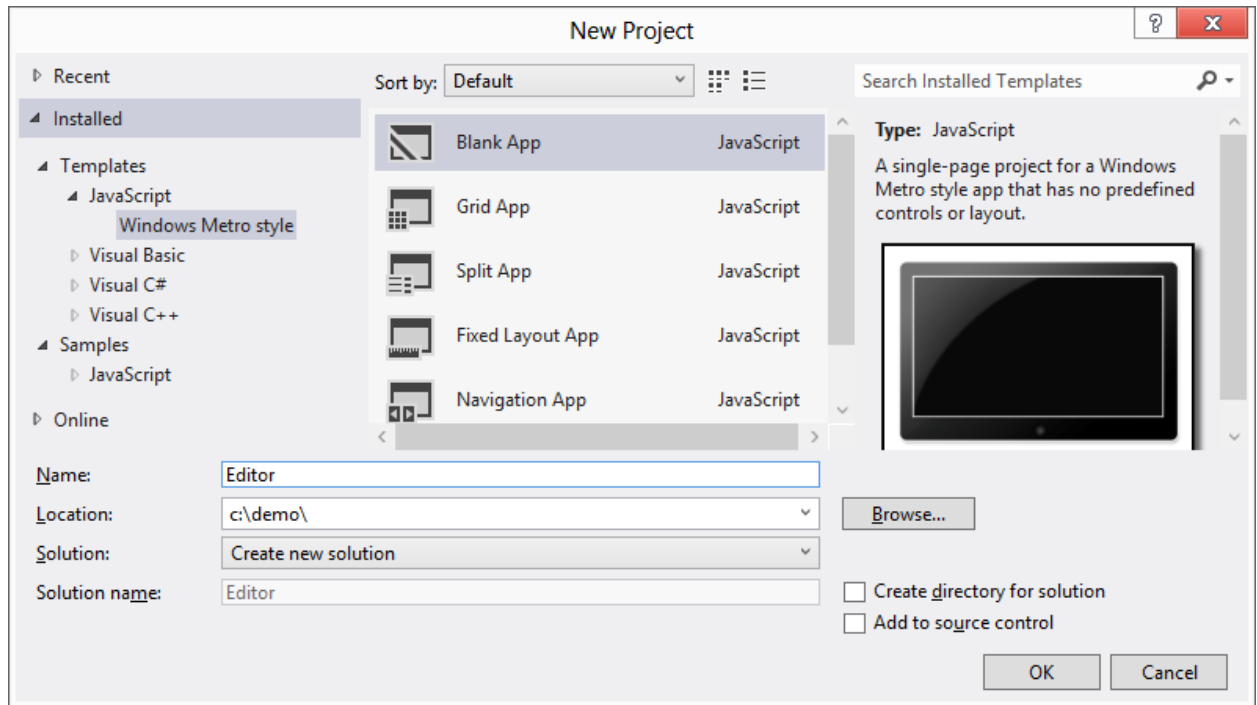 New Project
?
Recent
Installed
Templates
JavaScript
Windows Metro style
Visual Basic
Visual C#
Visual C++
Samples
JavaScript
Online
Sort by: Default
Blank App JavaScript
Grid App JavaScript
Split App JavaScript
Fixed Layout App JavaScript
Navigation App JavaScript
Search Installed Templates
Type: JavaScript
A single-page project for a Windows
Metro style app that has no predefined
controls or layout.
Name: Editor
Location: c:\demo\
Browse...
Solution: Create new solution
Solution name: Editor
Create directory for solution
Add to source control
OK Cancel